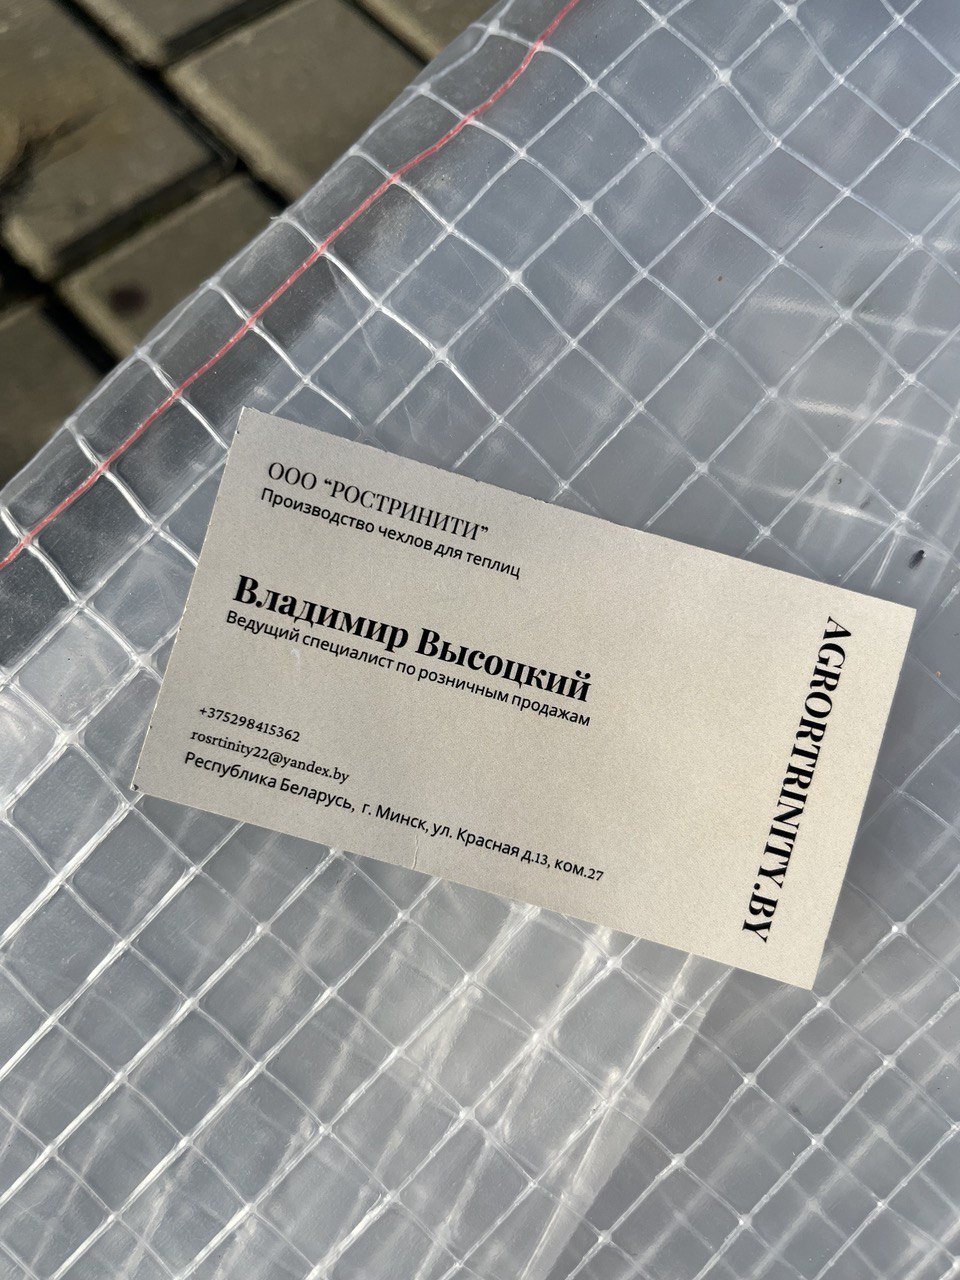 ООО “РОСТРИНИТИ”
Производство чехлов для теплиц
Владимир Высоцкий
Ведущий специалист по розничным продажам
+375298415362
rosrtinity22@yandex.by
Республика Беларусь, г. Минск, ул. Красная д.13, ком.27
AGRORTRINITY.BY